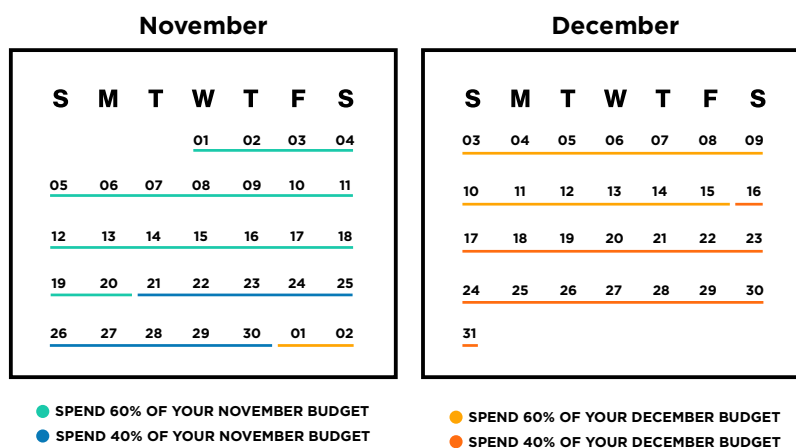 November
S M T W T F S
01 02 03 04
05 06 07 08 09 10 11
12 13 14 15 16 17 18
19 20 21 22 23 24 25
26 27 28 29 30 01 02
SPEND 60% OF YOUR NOVEMBER BUDGET
SPEND 40% OF YOUR NOVEMBER BUDGET
December
S M T W T F S
03 04 05 06 07 08 09
10 11 12 13 14 15 16
17 18 19 20 21 22 23
24 25 26 27 28 29 30
31
SPEND 60% OF YOUR DECEMBER BUDGET
SPEND 40% OF YOUR DECEMBER BUDGET